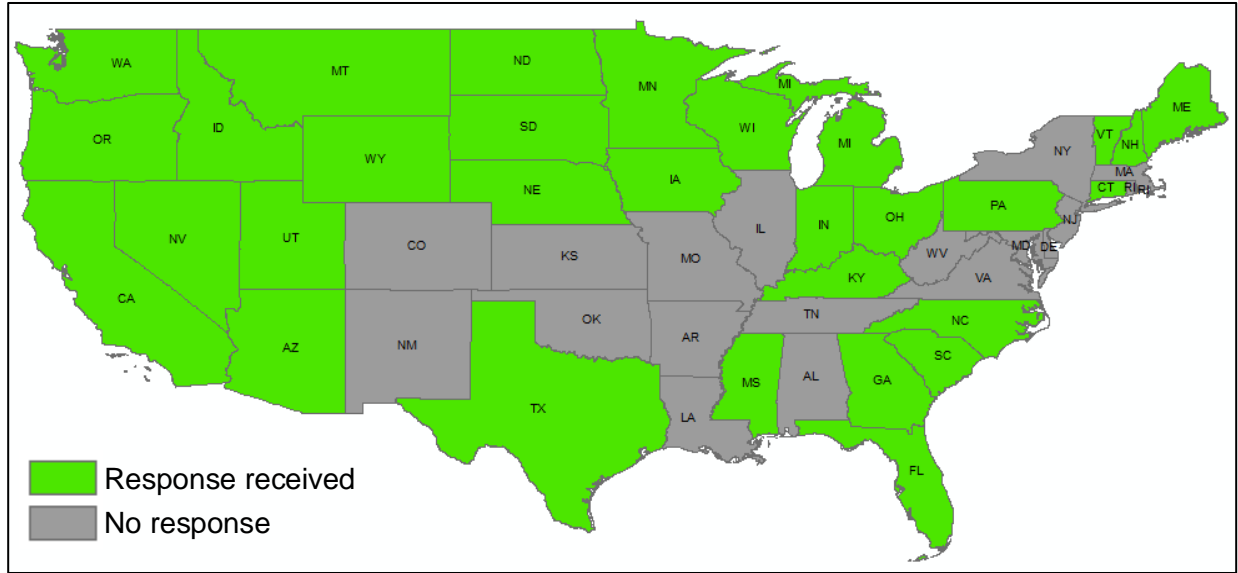 WA
MT
ND
MN
MI
ME
OR
ID
SD
WI
VT
NH
WY
MI
NY
MA
NE
IA
CT
RI
RI
PA
NV
UT
CO
IL
IN
OH
NJ
KS
MO
WV
MD
DE
CA
KY
VA
AZ
NM
OK
AR
TN
NC
SC
TX
LA
MS
AL
GA
FL
Response received
No response